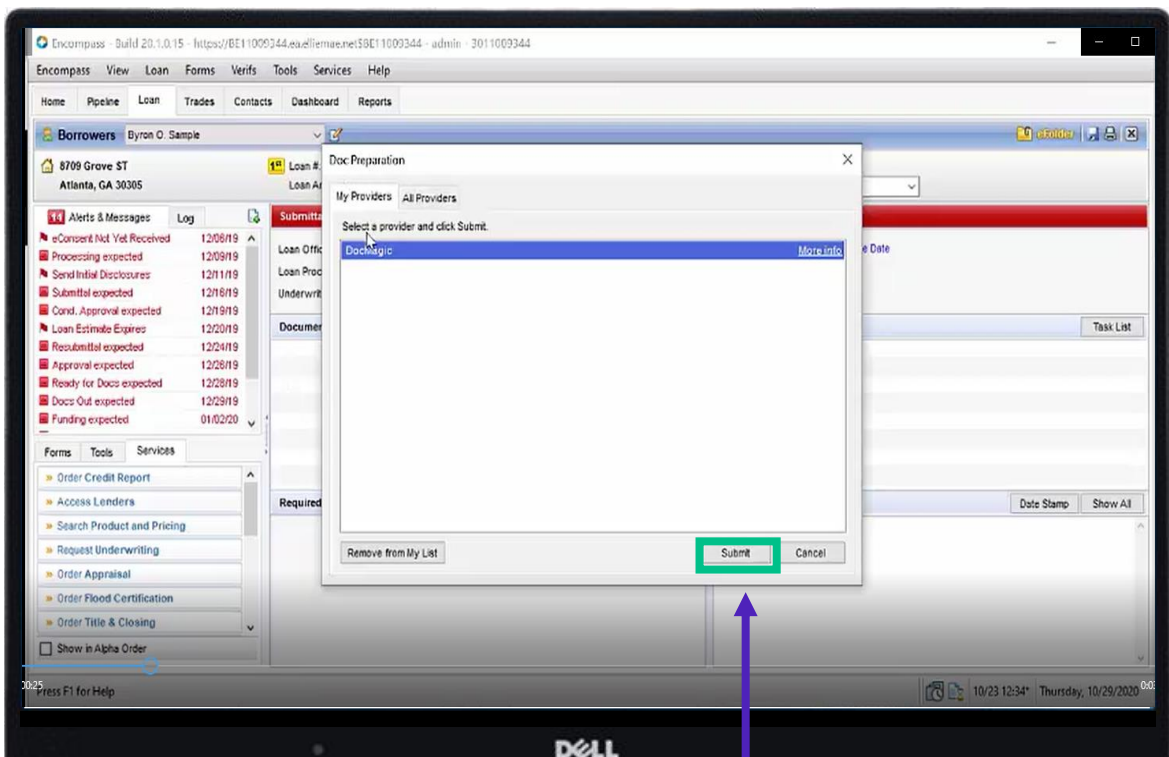 Encompass - Build 20.1.0.15 - https://BE11009344.ea.elliemae.net$BE11009344 - admin - 3011009344
Encompass View Loan Forms Verifs Tools Services Help
Home Pipeline Loan Trades Contacts Dashboard Reports
Borrowers Byron O. Sample
eFolder
8709 Grove ST
Atlanta, GA 30305
1st Loan #:
Loan Ar
Doc Preparation
My Providers All Providers
Select a provider and click Submit.
DocMagic More info
Remove from My List Submit Cancel
11 Alerts & Messages Log
eConsent Not Yet Received 12/06/19
Processing expected 12/09/19
Send Initial Disclosures 12/11/19
Submittal expected 12/16/19
Cond. Approval expected 12/19/19
Loan Estimate Expires 12/20/19
Resubmittal expected 12/24/19
Approval expected 12/26/19
Ready for Docs expected 12/28/19
Docs Out expected 12/29/19
Funding expected 01/02/20
Submitta
Loan Offic
Loan Proc
Underwrit
e Date
Documen
Task List
Required
Date Stamp Show All
Forms Tools Services
Order Credit Report
Access Lenders
Search Product and Pricing
Request Underwriting
Order Appraisal
Order Flood Certification
Order Title & Closing
Show in Alpha Order
00:25
Press F1 for Help
10/23 12:34* Thursday, 10/29/2020
DELL